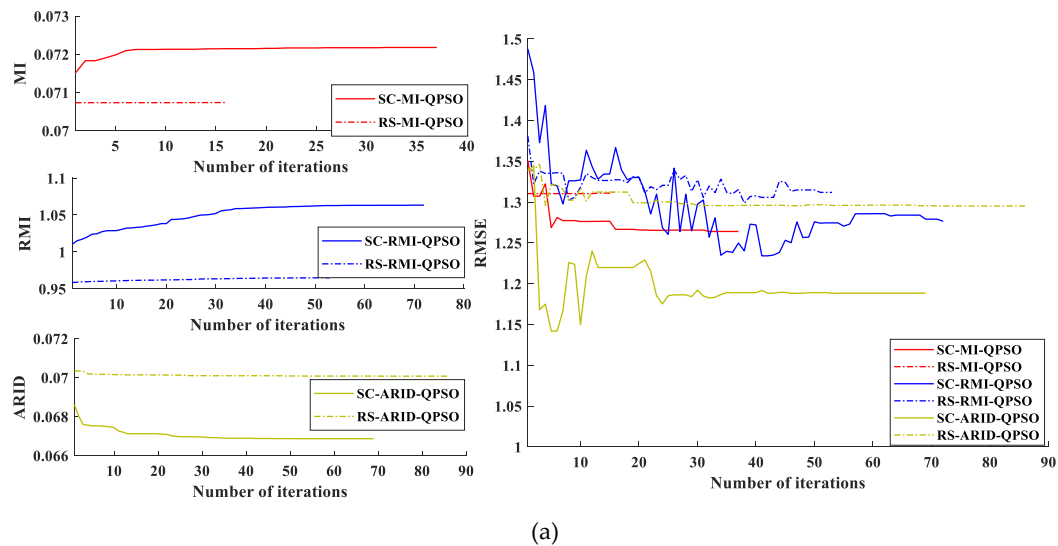 0.073
0.072
0.071
0.07
MI
SC-MI-QPSO
RS-MI-QPSO
5 10 15 20 25 30 35 40
Number of iterations
1.1
1.05
1
0.95
RMI
SC-RMI-QPSO
RS-RMI-QPSO
10 20 30 40 50 60 70 80
Number of iterations
0.072
0.07
0.068
0.066
ARID
SC-ARID-QPSO
RS-ARID-QPSO
10 20 30 40 50 60 70 80 90
Number of iterations
1.5
1.45
1.4
1.35
1.3
1.25
1.2
1.15
1.1
1.05
1
RMSE
SC-MI-QPSO
RS-MI-QPSO
SC-RMI-QPSO
RS-RMI-QPSO
SC-ARID-QPSO
RS-ARID-QPSO
10 20 30 40 50 60 70 80 90
Number of iterations
(a)